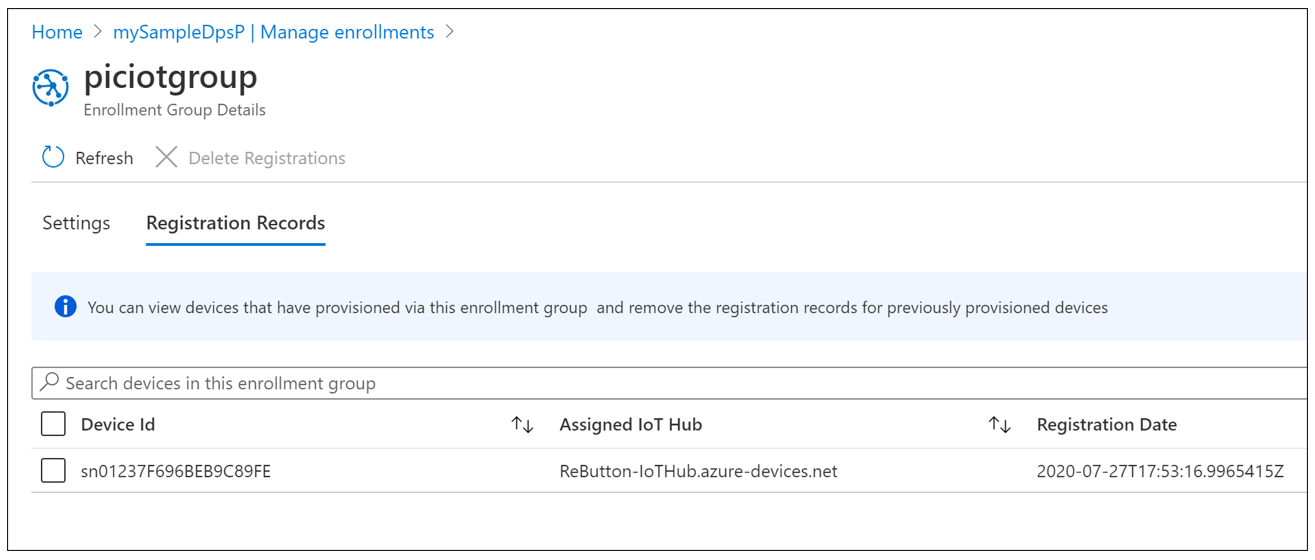 Home > mySampleDpsP | Manage enrollments >
piciotgroup
Enrollment Group Details
Refresh Delete Registrations
Settings Registration Records
You can view devices that have provisioned via this enrollment group and remove the registration records for previously provisioned devices
Search devices in this enrollment group
Device Id Assigned IoT Hub Registration Date
sn01237F696BEB9C89FE ReButton-IoTHub.azure-devices.net 2020-07-27T17:53:16.9965415Z